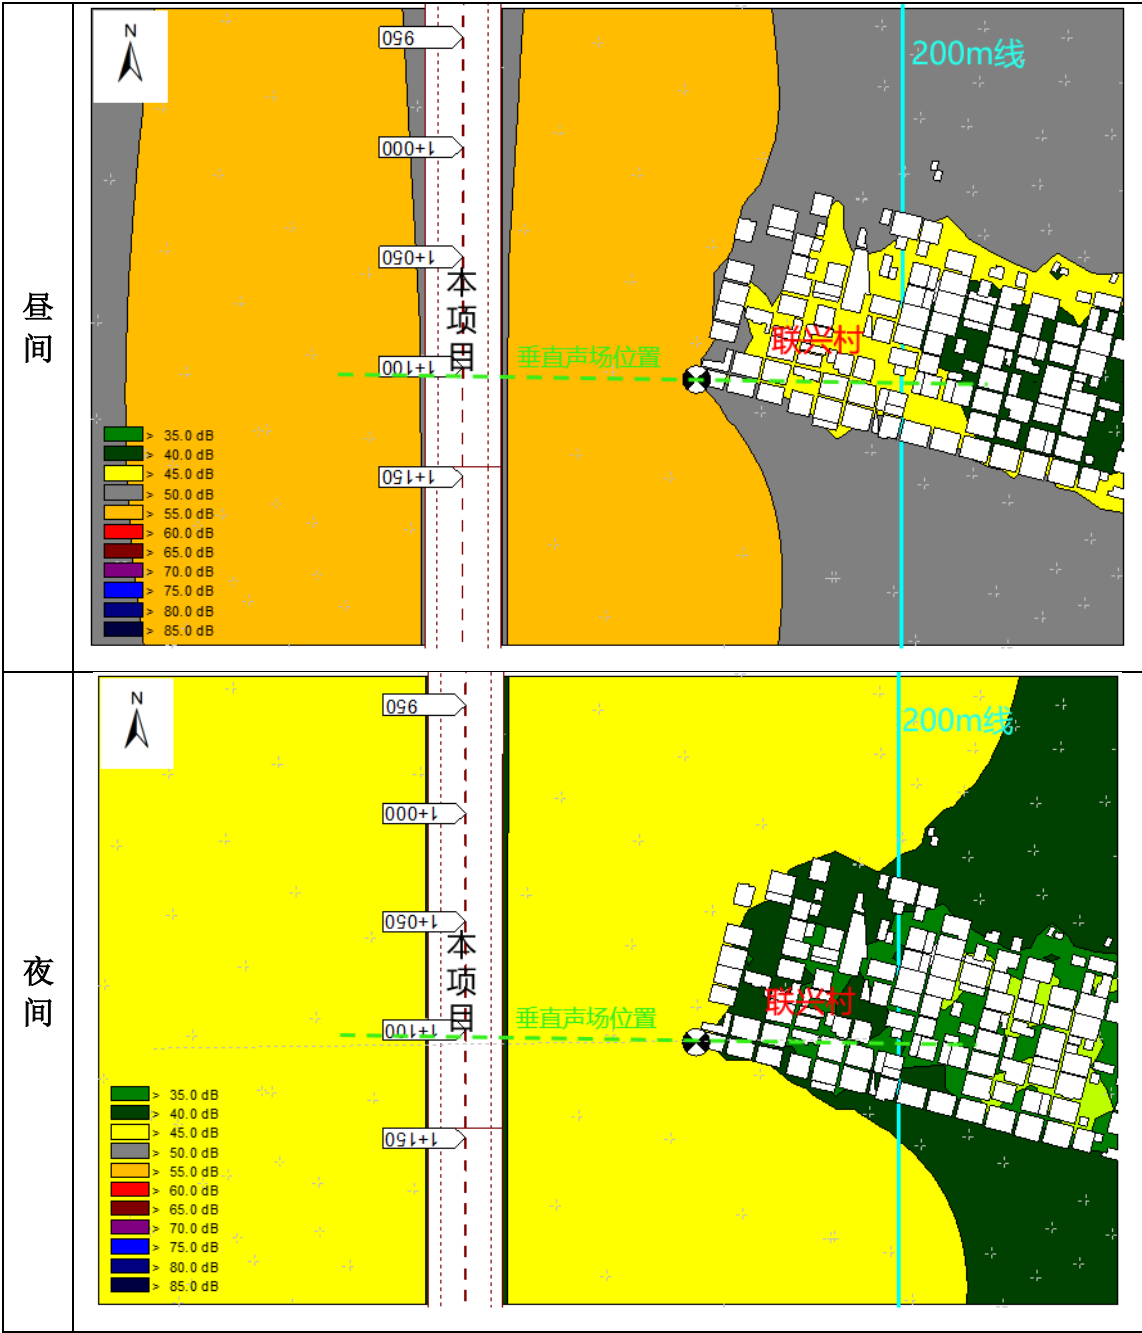 昼间
N
950
1+000
1+050
1+100
1+150
本项目
200m线
垂直声场位置
联兴村
> 35.0 dB
> 40.0 dB
> 45.0 dB
> 50.0 dB
> 55.0 dB
> 60.0 dB
> 65.0 dB
> 70.0 dB
> 75.0 dB
> 80.0 dB
> 85.0 dB
夜间
N
950
1+000
1+050
1+100
1+150
本项目
200m线
垂直声场位置
联兴村
> 35.0 dB
> 40.0 dB
> 45.0 dB
> 50.0 dB
> 55.0 dB
> 60.0 dB
> 65.0 dB
> 70.0 dB
> 75.0 dB
> 80.0 dB
> 85.0 dB